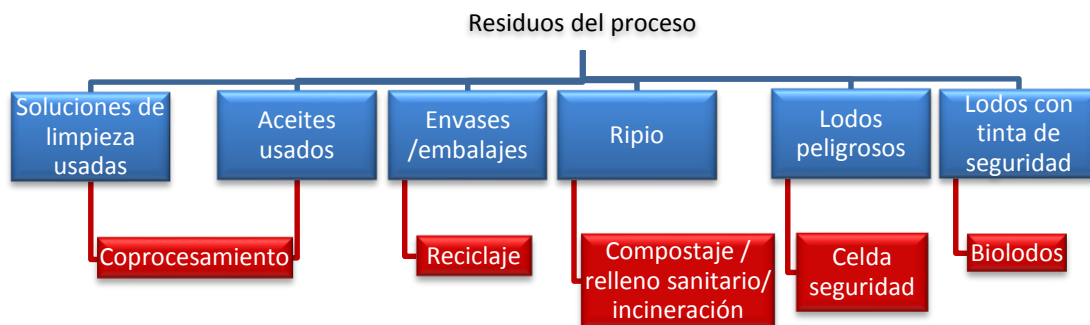 Residuos del proceso
Soluciones de
limpieza
usadas
Aceites
usados
Envases
/embalajes
Ripio
Lodos
peligrosos
Lodos con
tinta de
seguridad
Coprocesamiento
Reciclaje
Compostaje /
relleno sanitario/
incineración
Celda
seguridad
Biolodos